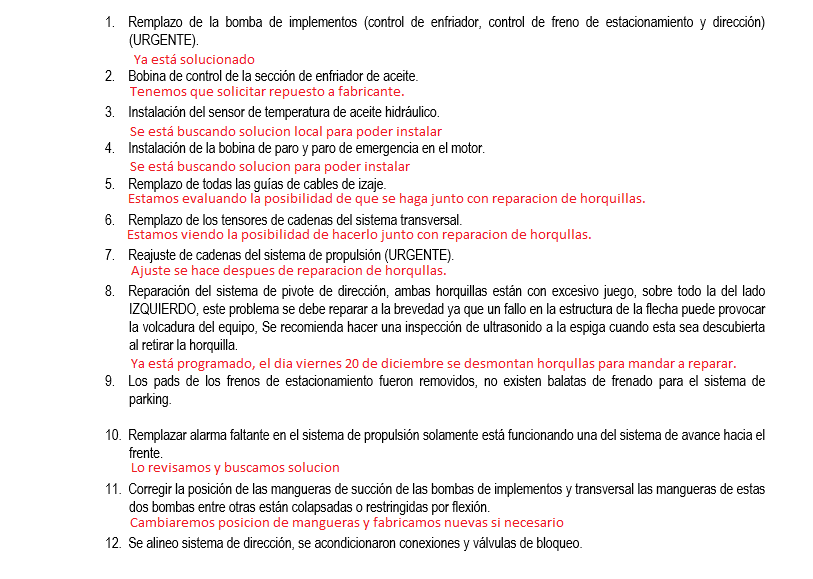 1. Remplazo de la bomba de implementos (control de enfriador, control de freno de estacionamiento y dirección)
(URGENTE).
Ya está solucionado
2. Bobina de control de la sección de enfriador de aceite.
Tenemos que solicitar repuesto a fabricante.
3. Instalación del sensor de temperatura de aceite hidráulico.
Se está buscando solucion local para poder instalar
4. Instalación de la bobina de paro y paro de emergencia en el motor.
Se está buscando solucion para poder instalar
5. Remplazo de todas las guías de cables de izaje.
Estamos evaluando la posibilidad de que se haga junto con reparacion de horquillas.
6. Remplazo de los tensores de cadenas del sistema transversal.
Estamos viendo la posibilidad de hacerlo junto con reparacion de horqullas.
7. Reajuste de cadenas del sistema de propulsión (URGENTE).
Ajuste se hace despues de reparacion de horqullas.
8. Reparación del sistema de pivote de dirección, ambas horquillas están con excesivo juego, sobre todo la del lado
IZQUIERDO, este problema se debe reparar a la brevedad ya que un fallo en la estructura de la flecha puede provocar
la volcadura del equipo, Se recomienda hacer una inspección de ultrasonido a la espiga cuando esta sea descubierta
al retirar la horquilla.
Ya está programado, el dia viernes 20 de diciembre se desmontan horqullas para mandar a reparar.
9. Los pads de los frenos de estacionamiento fueron removidos, no existen balatas de frenado para el sistema de
parking.
10. Remplazar alarma faltante en el sistema de propulsión solamente está funcionando una del sistema de avance hacia el
frente.
Lo revisamos y buscamos solucion
11. Corregir la posición de las mangueras de succión de las bombas de implementos y transversal las mangueras de estas
dos bombas entre otras están colapsadas o restringidas por flexión.
Cambiaremos posicion de mangueras y fabricamos nuevas si necesario
12. Se alineo sistema de dirección, se acondicionaron conexiones y válvulas de bloqueo.